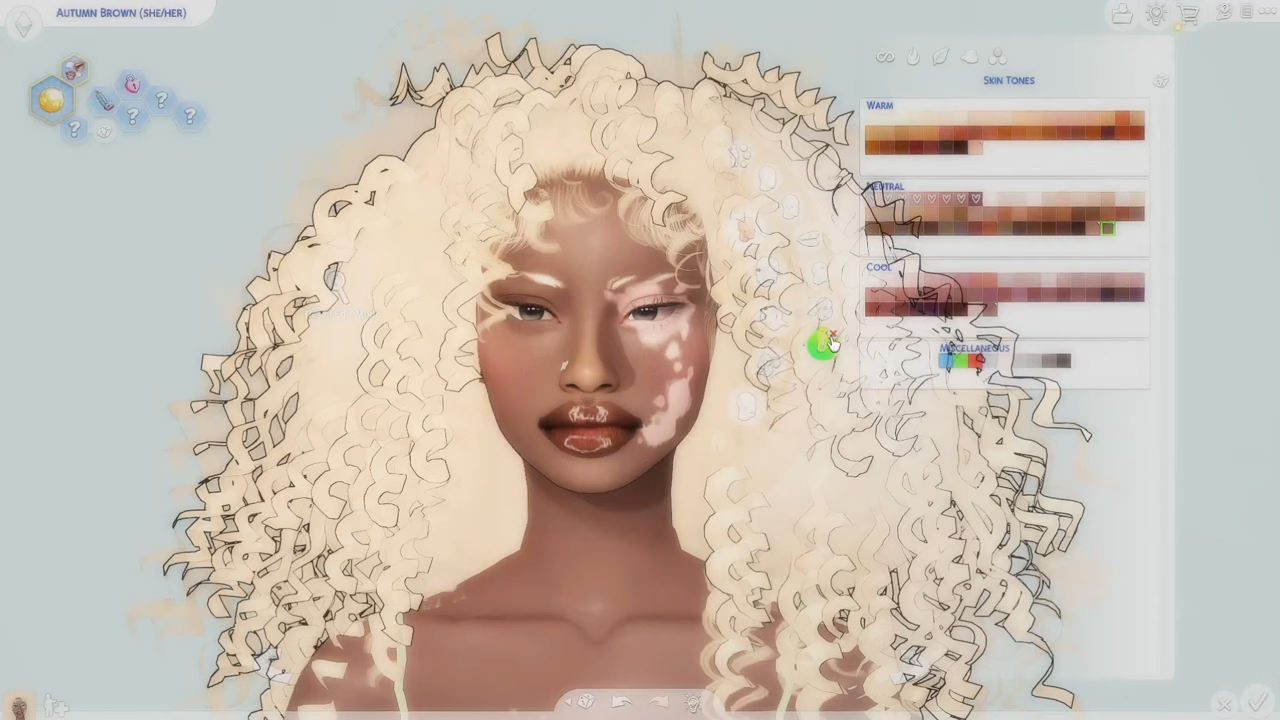 AUTUMN BROWN (SHE/HER)
SKIN TONES
WARM
NEUTRAL
COOL
MISCELLANEOUS
?
?
?
?